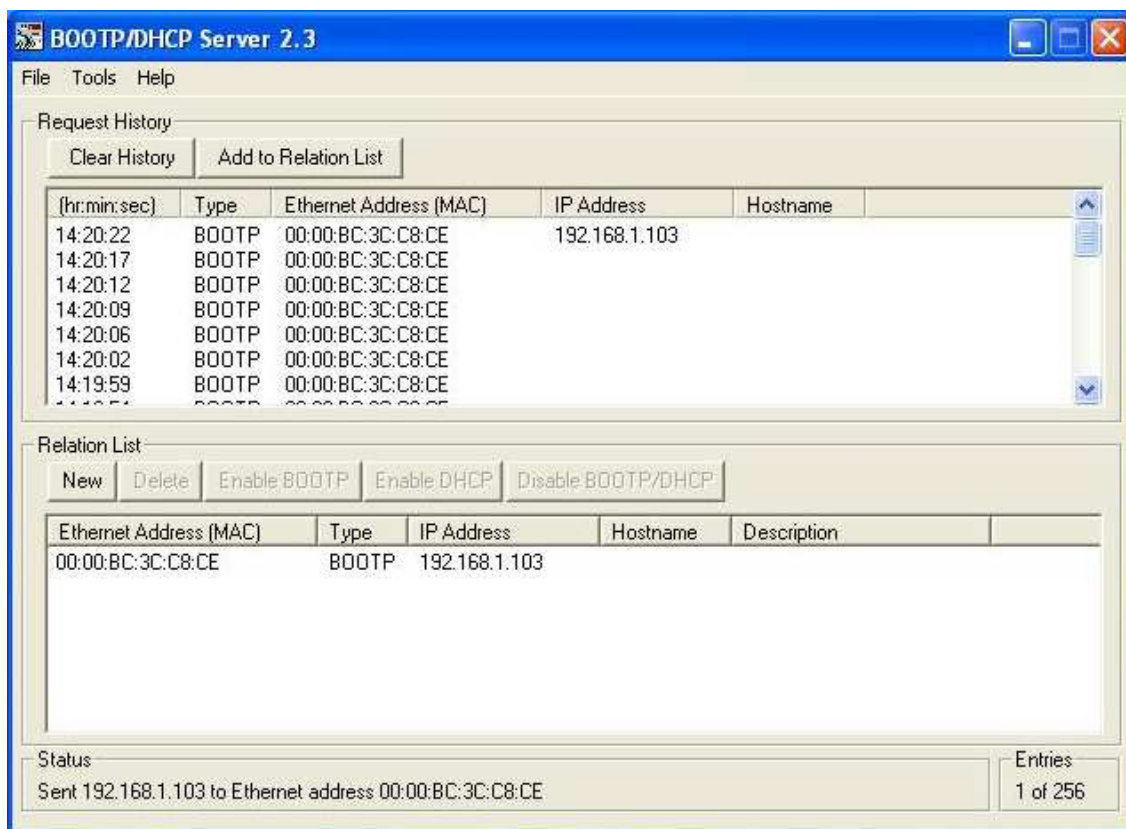 BOOTP/DHCP Server 2.3
File Tools Help
Request History
Clear History Add to Relation List
(hr:min:sec) Type Ethernet Address (MAC) IP Address Hostname
14:20:22 BOOTP 00:00:BC:3C:C8:CE 192.168.1.103
14:20:17 BOOTP 00:00:BC:3C:C8:CE
14:20:12 BOOTP 00:00:BC:3C:C8:CE
14:20:09 BOOTP 00:00:BC:3C:C8:CE
14:20:06 BOOTP 00:00:BC:3C:C8:CE
14:20:02 BOOTP 00:00:BC:3C:C8:CE
14:19:59 BOOTP 00:00:BC:3C:C8:CE
Relation List
New Delete Enable BOOTP Enable DHCP Disable BOOTP/DHCP
Ethernet Address (MAC) Type IP Address Hostname Description
00:00:BC:3C:C8:CE BOOTP 192.168.1.103
Status Entries
Sent 192.168.1.103 to Ethernet address 00:00:BC:3C:C8:CE 1 of 256